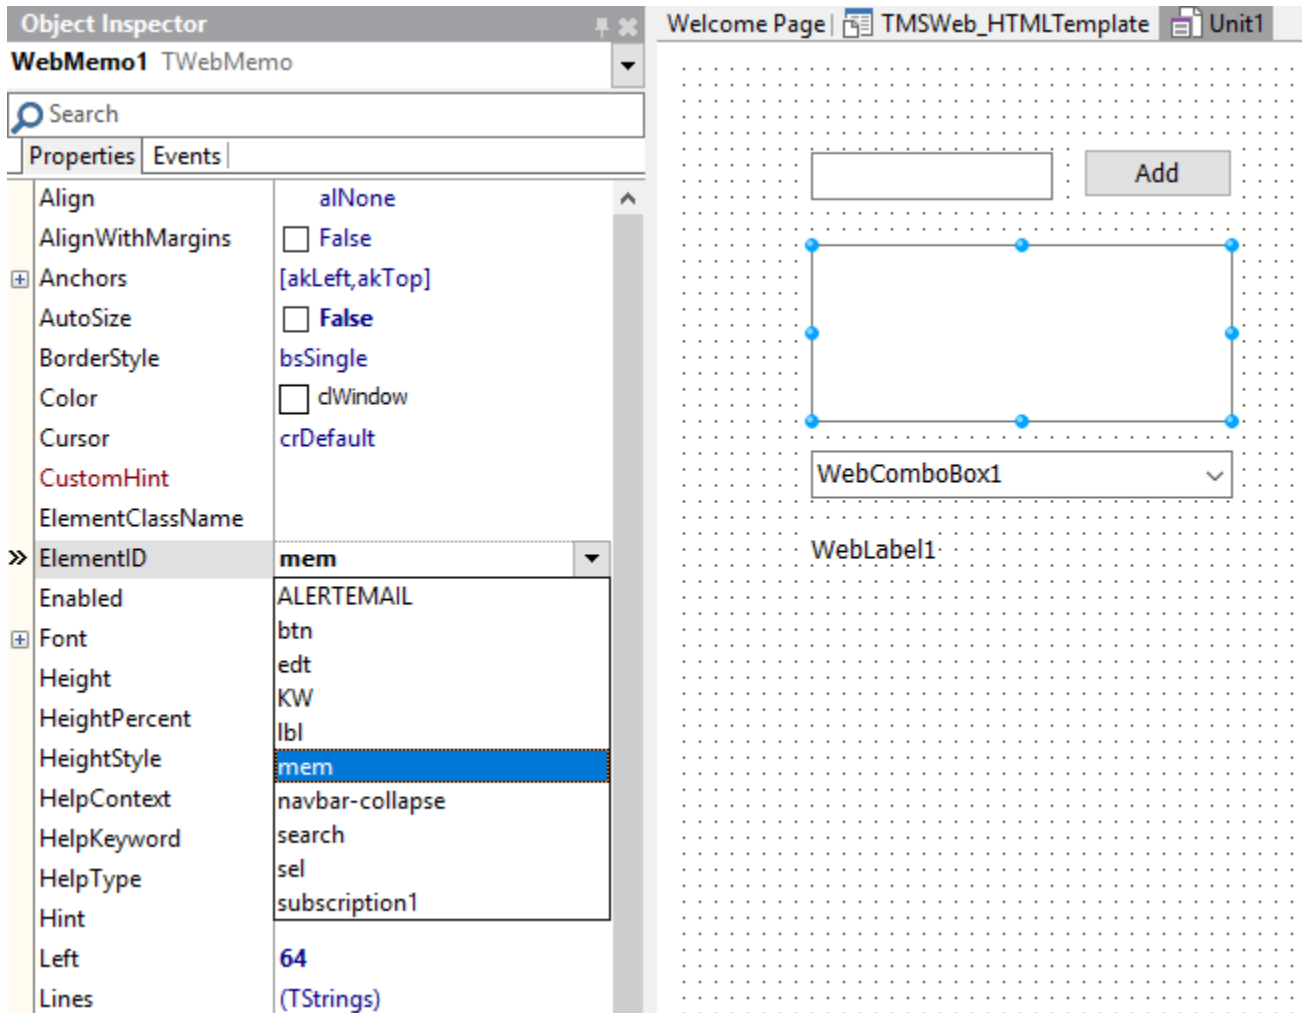 Object Inspector
WebMemo1 TWebMemo
Search
Properties Events
Align alNone
AlignWithMargins False
Anchors [akLeft,akTop]
AutoSize False
BorderStyle bsSingle
Color clWindow
Cursor crDefault
CustomHint
ElementClassName
ElementID mem
Enabled
Font
Height
HeightPercent
HeightStyle
HelpContext
HelpKeyword
HelpType
Hint
Left 64
Lines (TStrings)
ALERTEMAIL
btn
edt
KW
lbl
mem
navbar-collapse
search
sel
subscription1
Welcome Page TMSWeb_HTMLTemplate Unit1
Add
WebComboBox1
WebLabel1